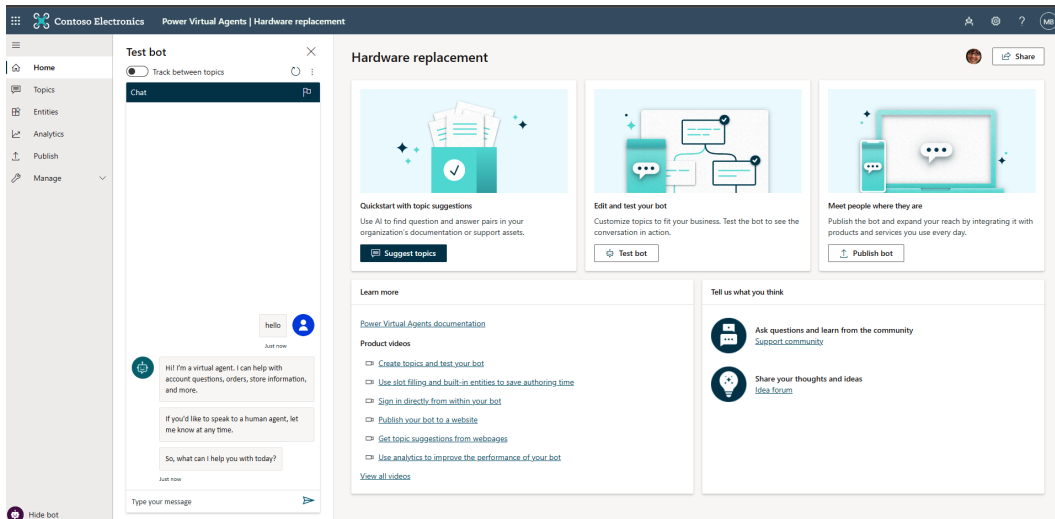 Contoso Electronics
Power Virtual Agents | Hardware replacement
?
MB
Home
Topics
Entities
Analytics
Publish
Manage
Hide bot
Test bot
Track between topics
Chat
hello
Just now
Hi! I'm a virtual agent. I can help with
account questions, orders, store information,
and more.
If you'd like to speak to a human agent, let
me know at any time.
So, what can I help you with today?
Just now
Type your message
Hardware replacement
Share
Quickstart with topic suggestions
Use AI to find question and answer pairs in your
organization's documentation or support assets.
Suggest topics
Edit and test your bot
Customize topics to fit your business. Test the bot to see the
conversation in action.
Test bot
Meet people where they are
Publish the bot and expand your reach by integrating it with
products and services you use every day.
Publish bot
Learn more
Power Virtual Agents documentation
Product videos
Create topics and test your bot
Use slot filling and built-in entities to save authoring time
Sign in directly from within your bot
Publish your bot to a website
Get topic suggestions from webpages
Use analytics to improve the performance of your bot
View all videos
Tell us what you think
Ask questions and learn from the community
Support community
Share your thoughts and ideas
Idea forum